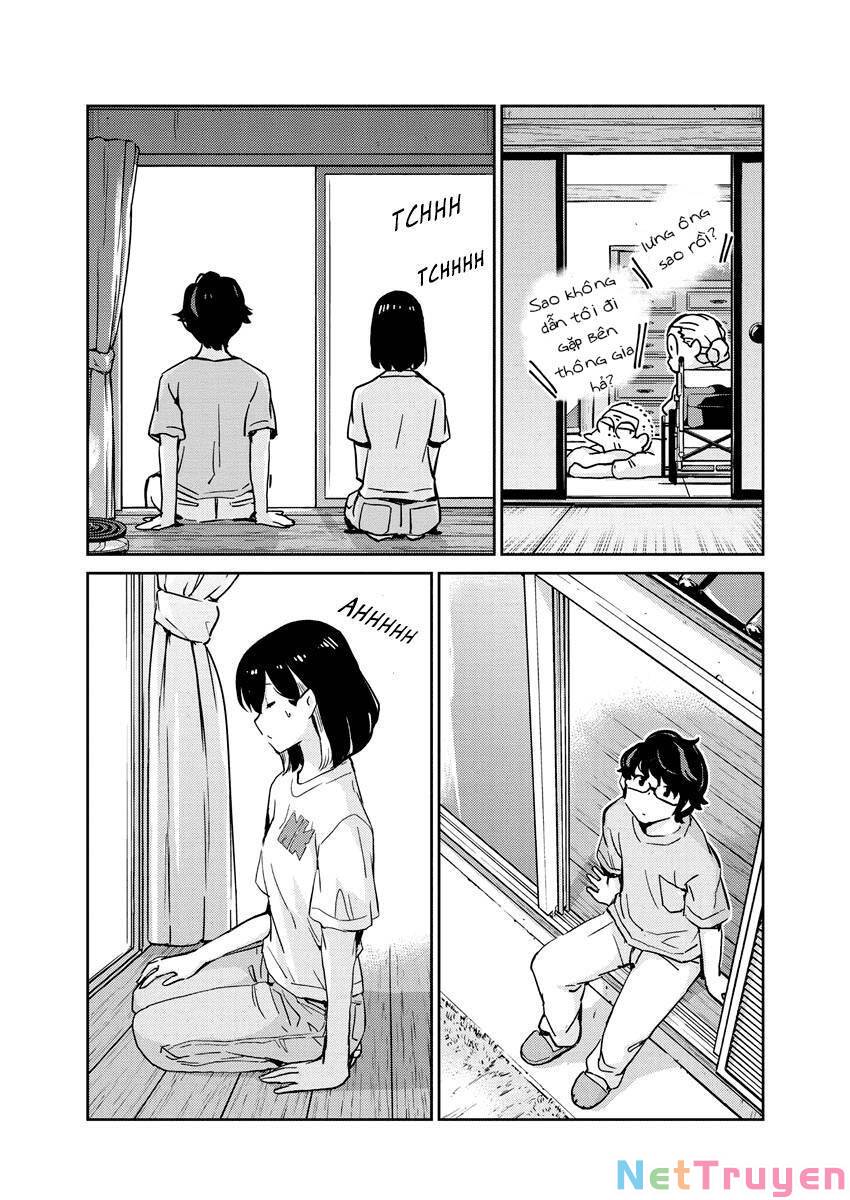 lưng ông
sao rồi?
Sao không
dẫn tôi đi
gặp bên
thông gia
hả?
TCHHH
TCHHHH
AHHHHH
NetTruyen